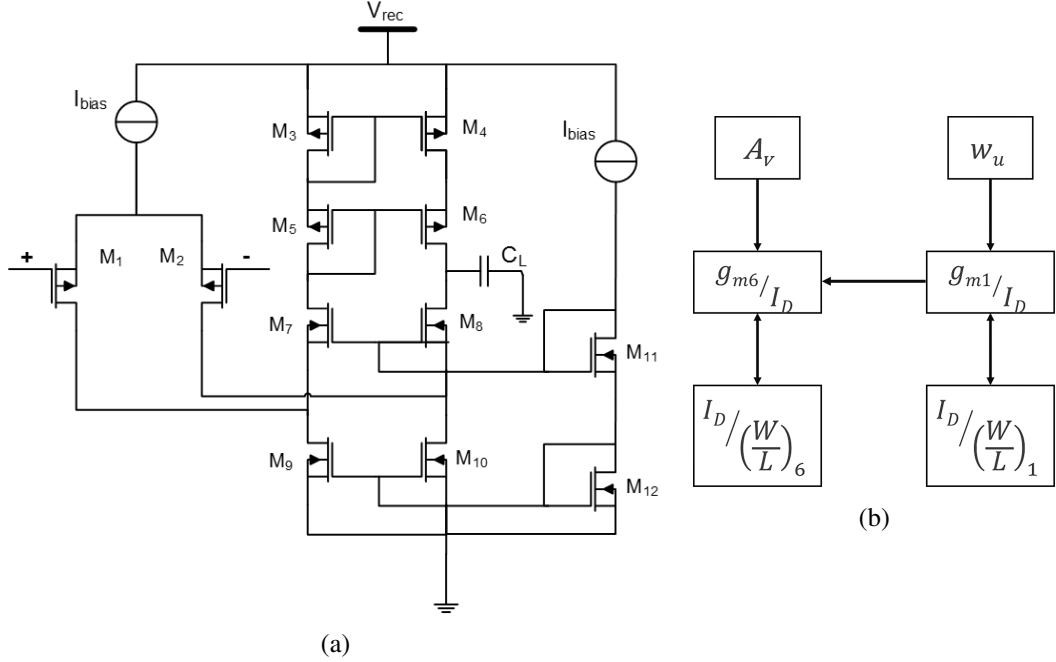 V_rec
I_bias
M_3
M_4
I_bias
M_5
M_6
+
M_1
M_2
-
C_L
M_7
M_8
M_11
M_9
M_10
M_12
(a)
A_v
w_u
g_m6/I_D
g_m1/I_D
I_D/(W/L)_6
I_D/(W/L)_1
(b)